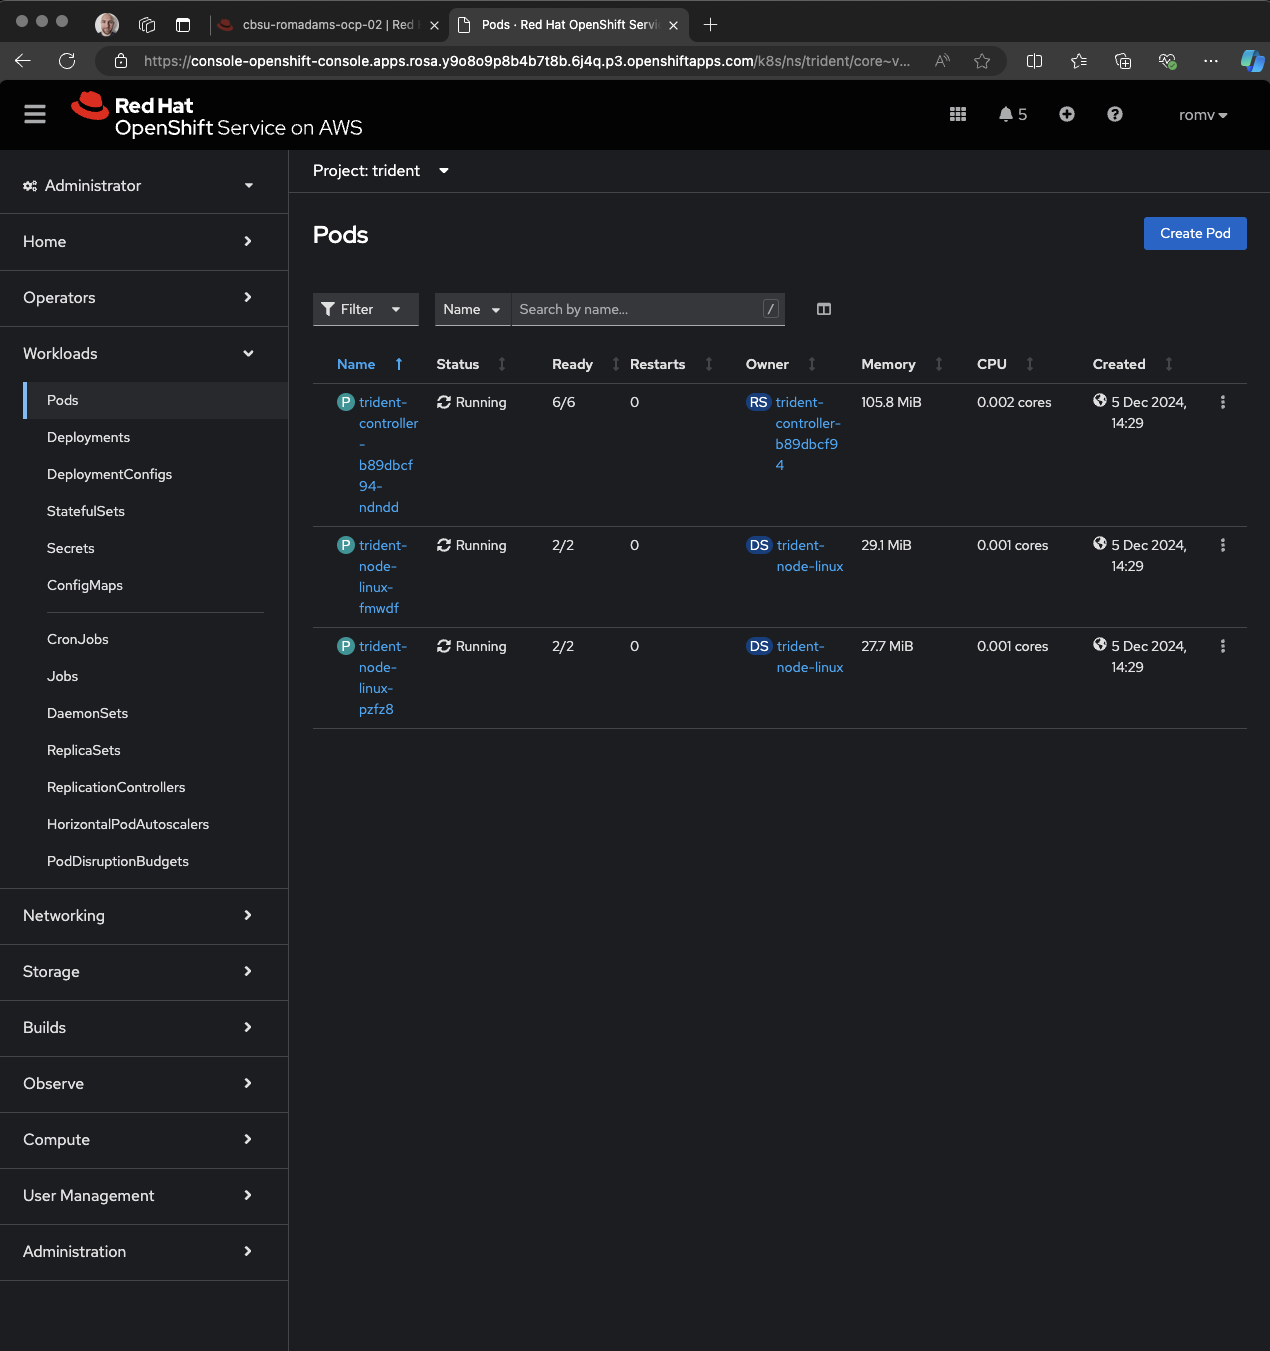 cbsu-romadams-ocp-02 | Red
Pods · Red Hat OpenShift Servi
https://console-openshift-console.apps.rosa.y9o8o9p8b4b7t8b.6j4q.p3.openshiftapps.com/k8s/ns/trident/core~v...
Red Hat
OpenShift Service on AWS
5
romv
Administrator
Home
Operators
Workloads
Pods
Deployments
DeploymentConfigs
StatefulSets
Secrets
ConfigMaps
CronJobs
Jobs
DaemonSets
ReplicaSets
ReplicationControllers
HorizontalPodAutoscalers
PodDisruptionBudgets
Networking
Storage
Builds
Observe
Compute
User Management
Administration
Project: trident
Pods
Create Pod
Filter
Name
Search by name...
/
Name Status Ready Restarts Owner Memory CPU Created
P trident-controller-b89dbcf94-ndndd Running 6/6 0 RS trident-controller-b89dbcf94 105.8 MiB 0.002 cores 5 Dec 2024, 14:29
P trident-node-linux-fmwdf Running 2/2 0 DS trident-node-linux 29.1 MiB 0.001 cores 5 Dec 2024, 14:29
P trident-node-linux-pzfz8 Running 2/2 0 DS trident-node-linux 27.7 MiB 0.001 cores 5 Dec 2024, 14:29